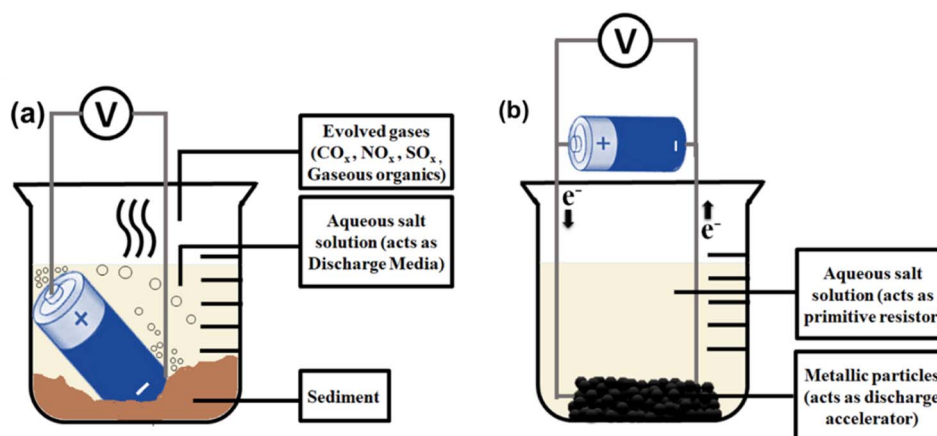 (a)
V
Evolved gases
(COₓ, NOₓ, SOₓ,
Gaseous organics)
Aqueous salt
solution (acts as
Discharge Media)
+
−
Sediment
(b)
V
+
−
e⁻
e⁻
Aqueous salt
solution (acts as
primitive resistor
Metallic particles
(acts as discharge
accelerator)